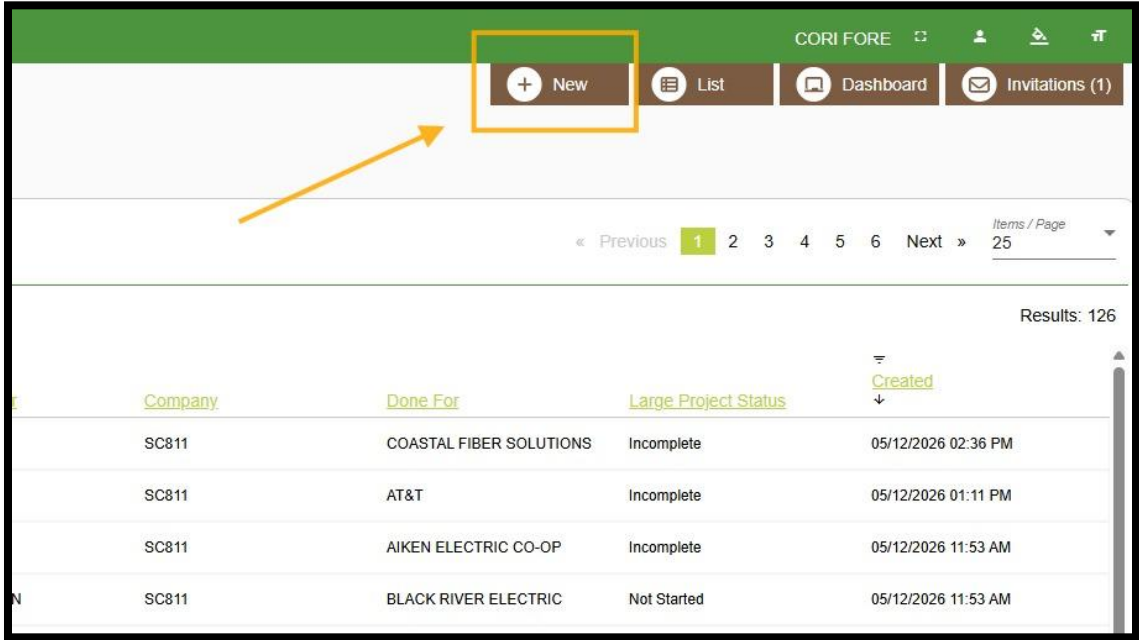 CORI FORE
New List Dashboard Invitations (1)
Items / Page
« Previous 1 2 3 4 5 6 Next » 25
Results: 126
Created
r Company Done For Large Project Status
SC811 COASTAL FIBER SOLUTIONS Incomplete 05/12/2026 02:36 PM
SC811 AT&T Incomplete 05/12/2026 01:11 PM
SC811 AIKEN ELECTRIC CO-OP Incomplete 05/12/2026 11:53 AM
N SC811 BLACK RIVER ELECTRIC Not Started 05/12/2026 11:53 AM